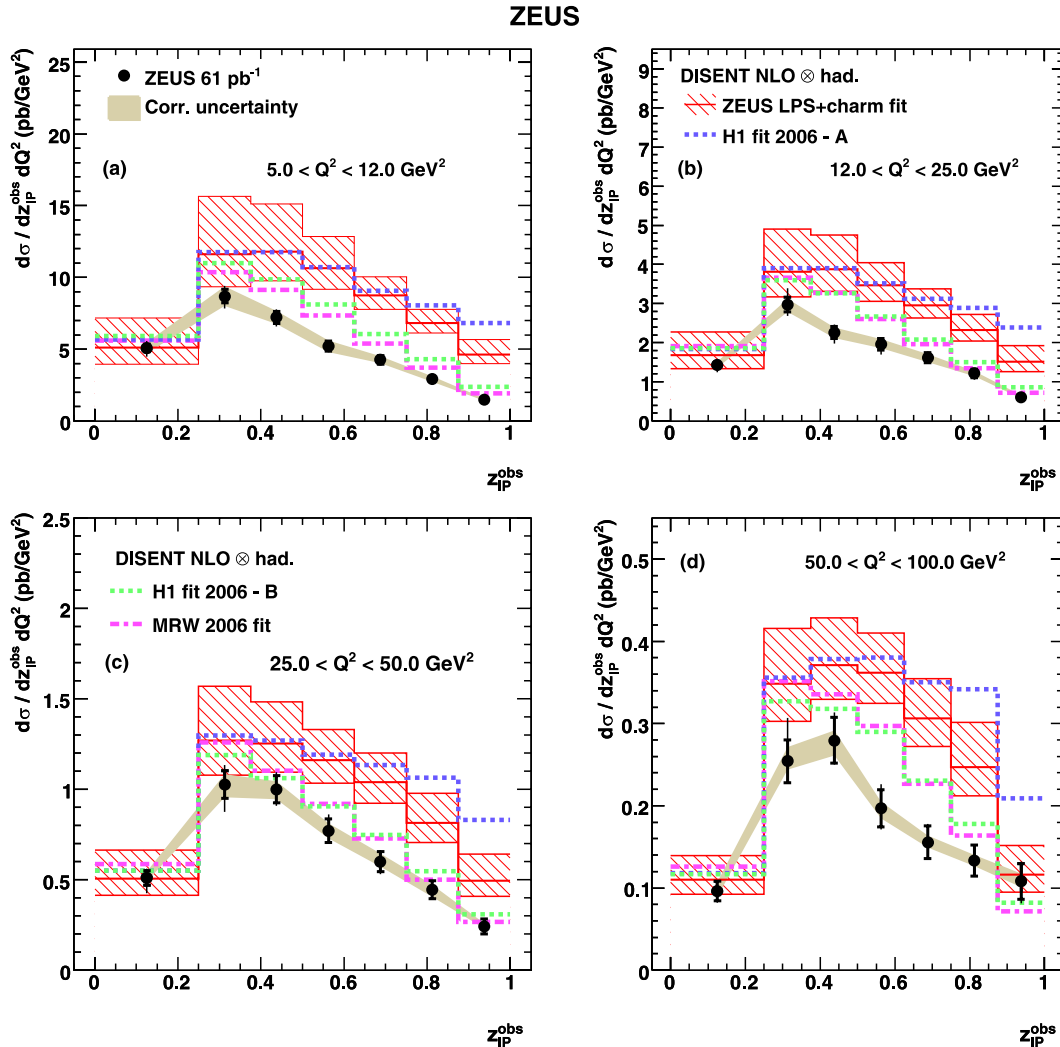 ZEUS
ZEUS 61 pb⁻¹
Corr. uncertainty
(a)
5.0 < Q² < 12.0 GeV²
dσ / dz_IP^obs dQ² (pb/GeV²)
25
20
15
10
5
0
0 0.2 0.4 0.6 0.8 1
z_IP^obs
DISENT NLO ⊗ had.
ZEUS LPS+charm fit
H1 fit 2006 - A
(b)
12.0 < Q² < 25.0 GeV²
dσ / dz_IP^obs dQ² (pb/GeV²)
9
8
7
6
5
4
3
2
1
0
0 0.2 0.4 0.6 0.8 1
z_IP^obs
DISENT NLO ⊗ had.
H1 fit 2006 - B
MRW 2006 fit
(c)
25.0 < Q² < 50.0 GeV²
dσ / dz_IP^obs dQ² (pb/GeV²)
2.5
2
1.5
1
0.5
0
0 0.2 0.4 0.6 0.8 1
z_IP^obs
(d)
50.0 < Q² < 100.0 GeV²
dσ / dz_IP^obs dQ² (pb/GeV²)
0.5
0.4
0.3
0.2
0.1
0
0 0.2 0.4 0.6 0.8 1
z_IP^obs